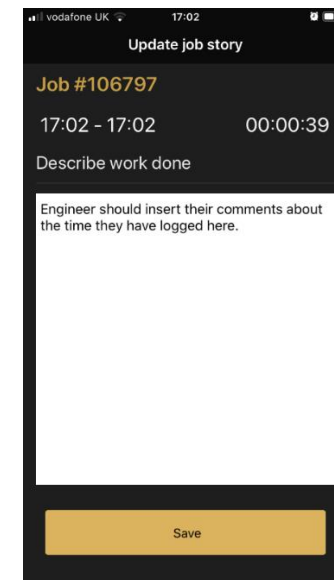 vodafone UK 17:02
Update job story
Job #106797
17:02 - 17:02 00:00:39
Describe work done
Engineer should insert their comments about
the time they have logged here.
Save